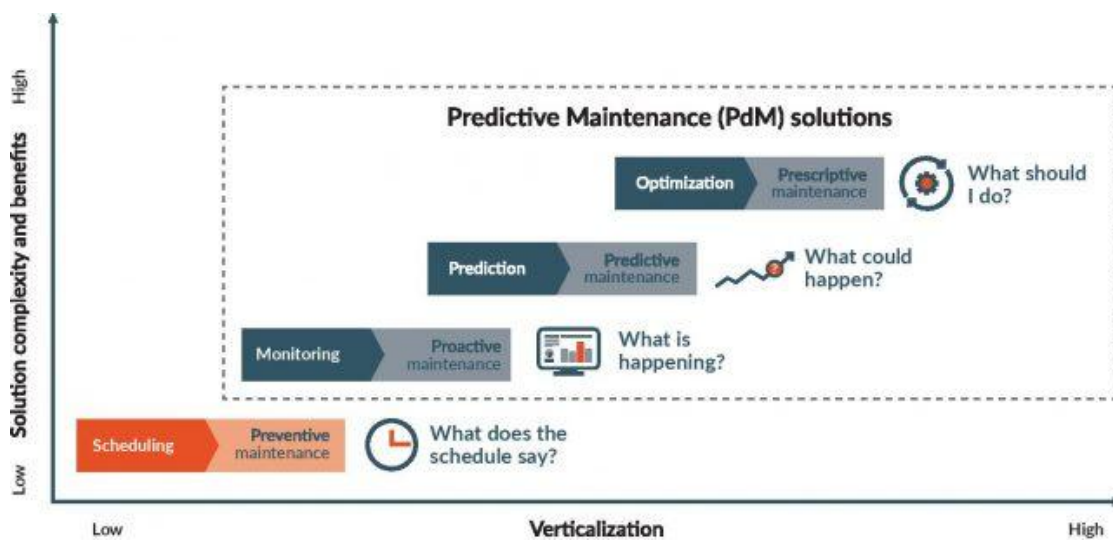 High
Solution complexity and benefits
Low
Predictive Maintenance (PdM) solutions
Optimization
Prescriptive
maintenance
What should
I do?
Prediction
Predictive
maintenance
?
What could
happen?
Monitoring
Proactive
maintenance
What is
happening?
Scheduling
Preventive
maintenance
What does the
schedule say?
Low
Verticalization
High